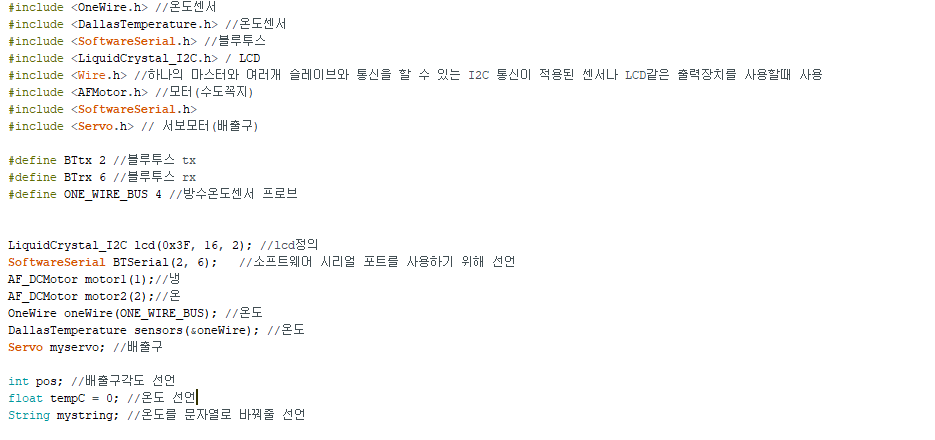 #include <OneWire.h> //온도센서
#include <DallasTemperature.h> //온도센서
#include <SoftwareSerial.h> //블루투스
#include <LiquidCrystal_I2C.h> / LCD
#include <Wire.h> //하나의 마스터와 여러개 슬레이브와 통신을 할 수 있는 I2C 통신이 적용된 센서나 LCD같은 출력장치를 사용할때 사용
#include <AFMotor.h> //모터(수도꼭지)
#include <SoftwareSerial.h>
#include <Servo.h> // 서보모터(배출구)
#define BTtx 2 //블루투스 tx
#define BTrx 6 //블루투스 rx
#define ONE_WIRE_BUS 4 //방수온도센서 프로브
LiquidCrystal_I2C lcd(0x3F, 16, 2); //lcd정의
SoftwareSerial BTSerial(2, 6); //소프트웨어 시리얼 포트를 사용하기 위해 선언
AF_DCMotor motor1(1);//냉
AF_DCMotor motor2(2);//온
OneWire oneWire(ONE_WIRE_BUS); //온도
DallasTemperature sensors(&oneWire); //온도
Servo myservo; //배출구
int pos; //배출구각도 선언
float tempC = 0; //온도 선언
String mystring; //온도를 문자열로 바꿔줄 선언